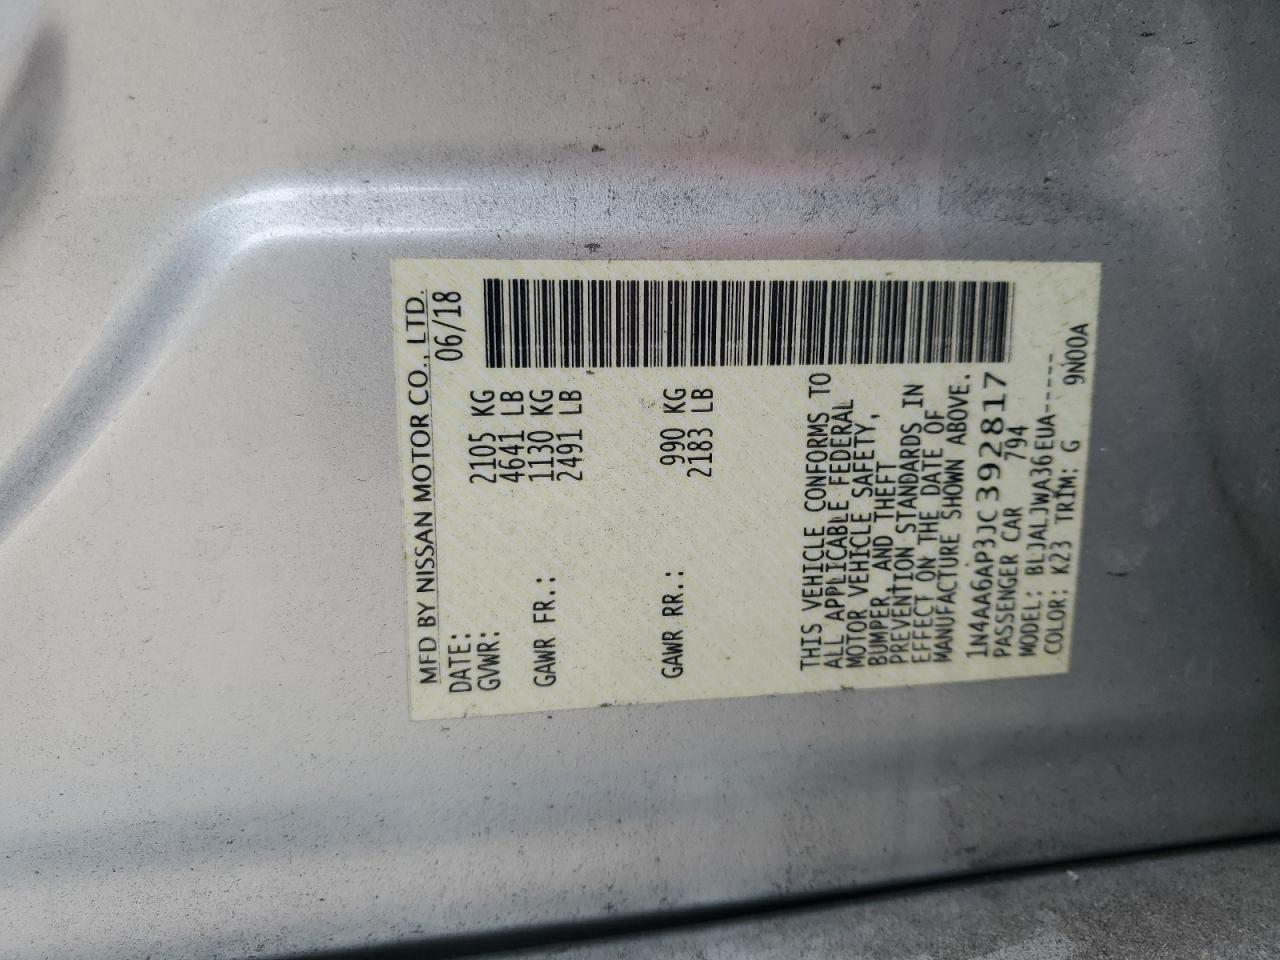 MFD BY NISSAN MOTOR CO., LTD.
DATE: 06/18
GVWR: 2105 KG
4641 LB
GAWR FR.: 1130 KG
2491 LB
GAWR RR.: 990 KG
2183 LB
THIS VEHICLE CONFORMS TO
ALL APPLICABLE FEDERAL
MOTOR VEHICLE SAFETY,
BUMPER, AND THEFT
PREVENTION STANDARDS IN
EFFECT ON THE DATE OF
MANUFACTURE SHOWN ABOVE.
1N4AA6AP3JC392817
PASSENGER CAR 794
MODEL: BLJALJWA36EUA-----
COLOR: K23 TRIM: G 9N00A